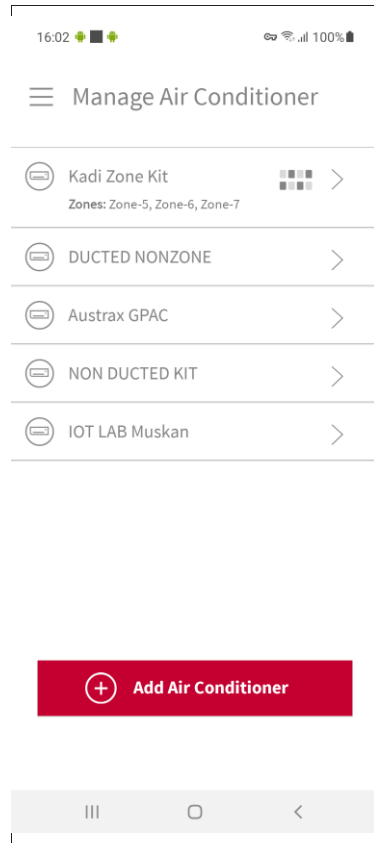 16:02
100%
Manage Air Conditioner
Kadi Zone Kit
Zones: Zone-5, Zone-6, Zone-7
DUCTED NONZONE
Austrax GPAC
NON DUCTED KIT
IOT LAB Muskan
Add Air Conditioner